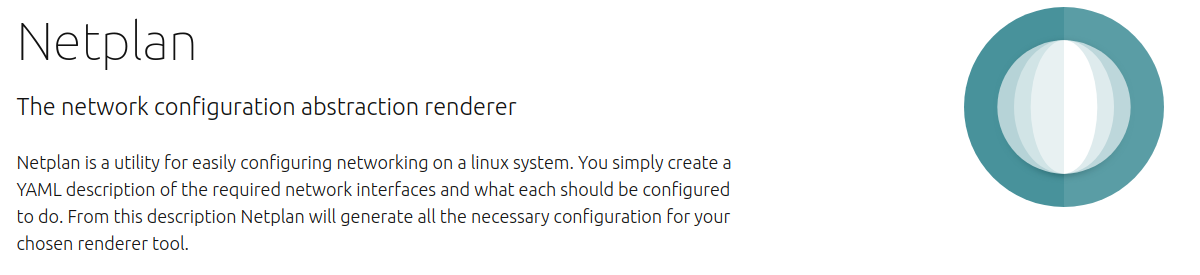 Netplan
The network configuration abstraction renderer
Netplan is a utility for easily configuring networking on a linux system. You simply create a
YAML description of the required network interfaces and what each should be configured
to do. From this description Netplan will generate all the necessary configuration for your
chosen renderer tool.